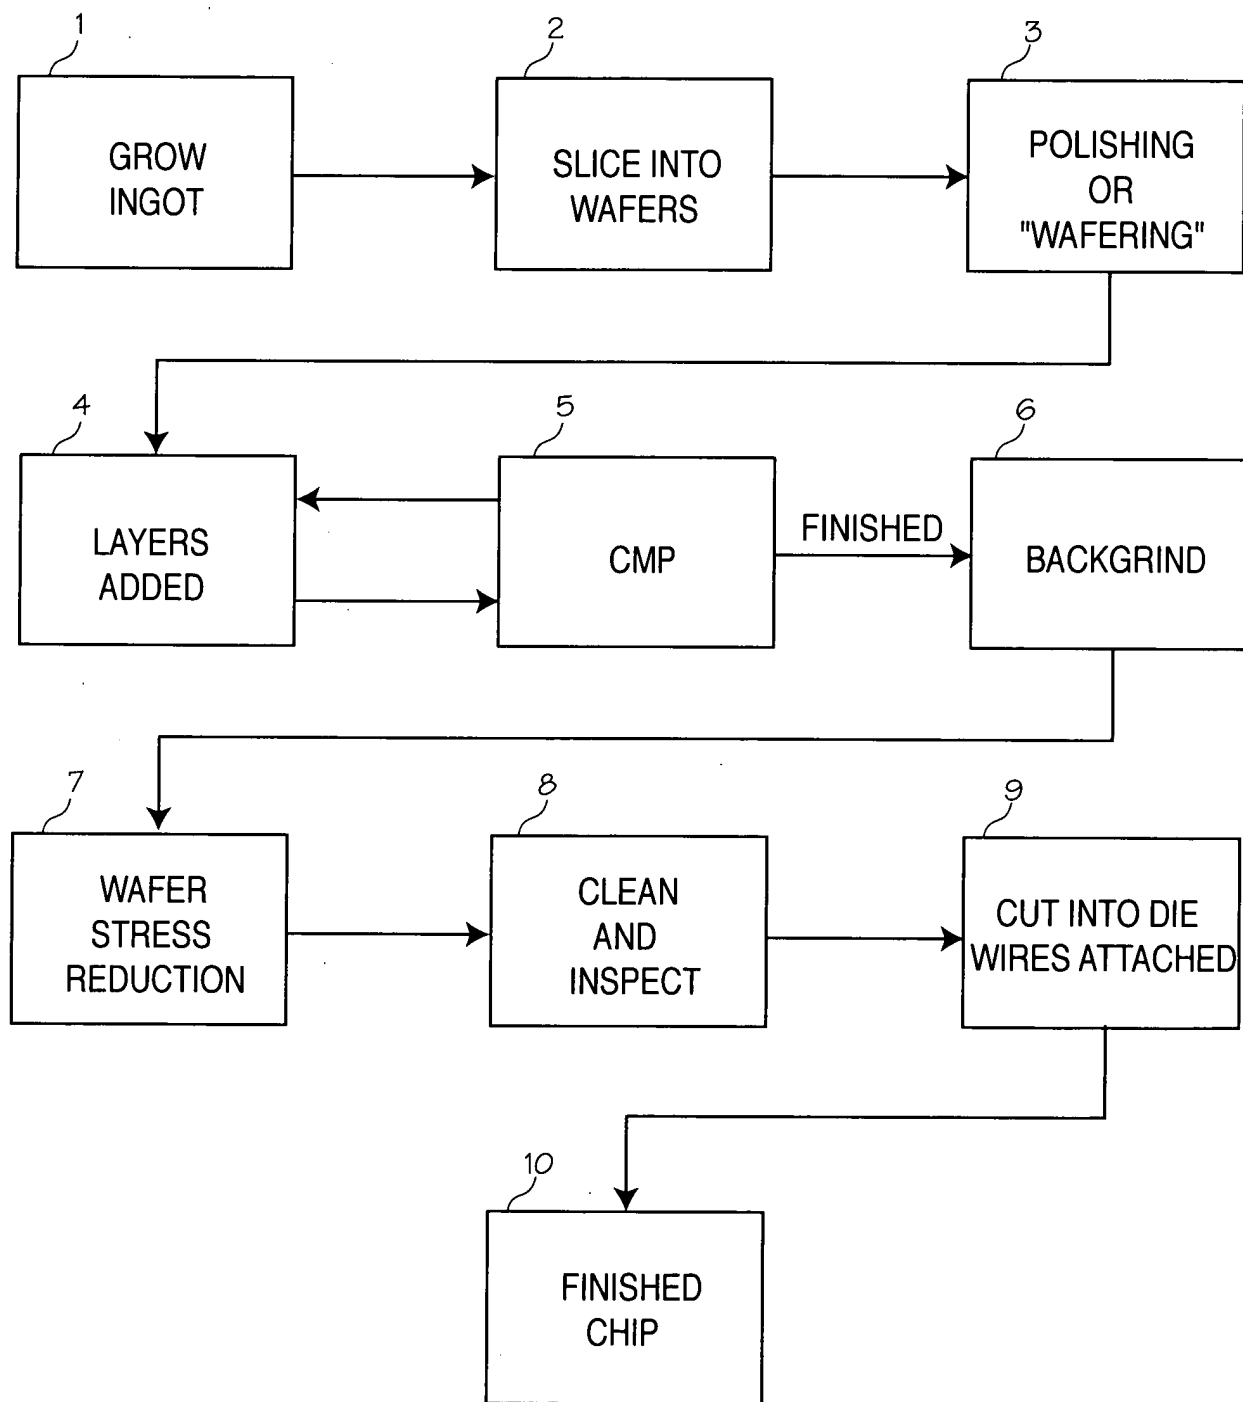 1
GROW
INGOT
2
SLICE INTO
WAFERS
3
POLISHING
OR
"WAFERING"
4
LAYERS
ADDED
5
CMP
FINISHED
6
BACKGRIND
7
WAFER
STRESS
REDUCTION
8
CLEAN
AND
INSPECT
9
CUT INTO DIE
WIRES ATTACHED
10
FINISHED
CHIP